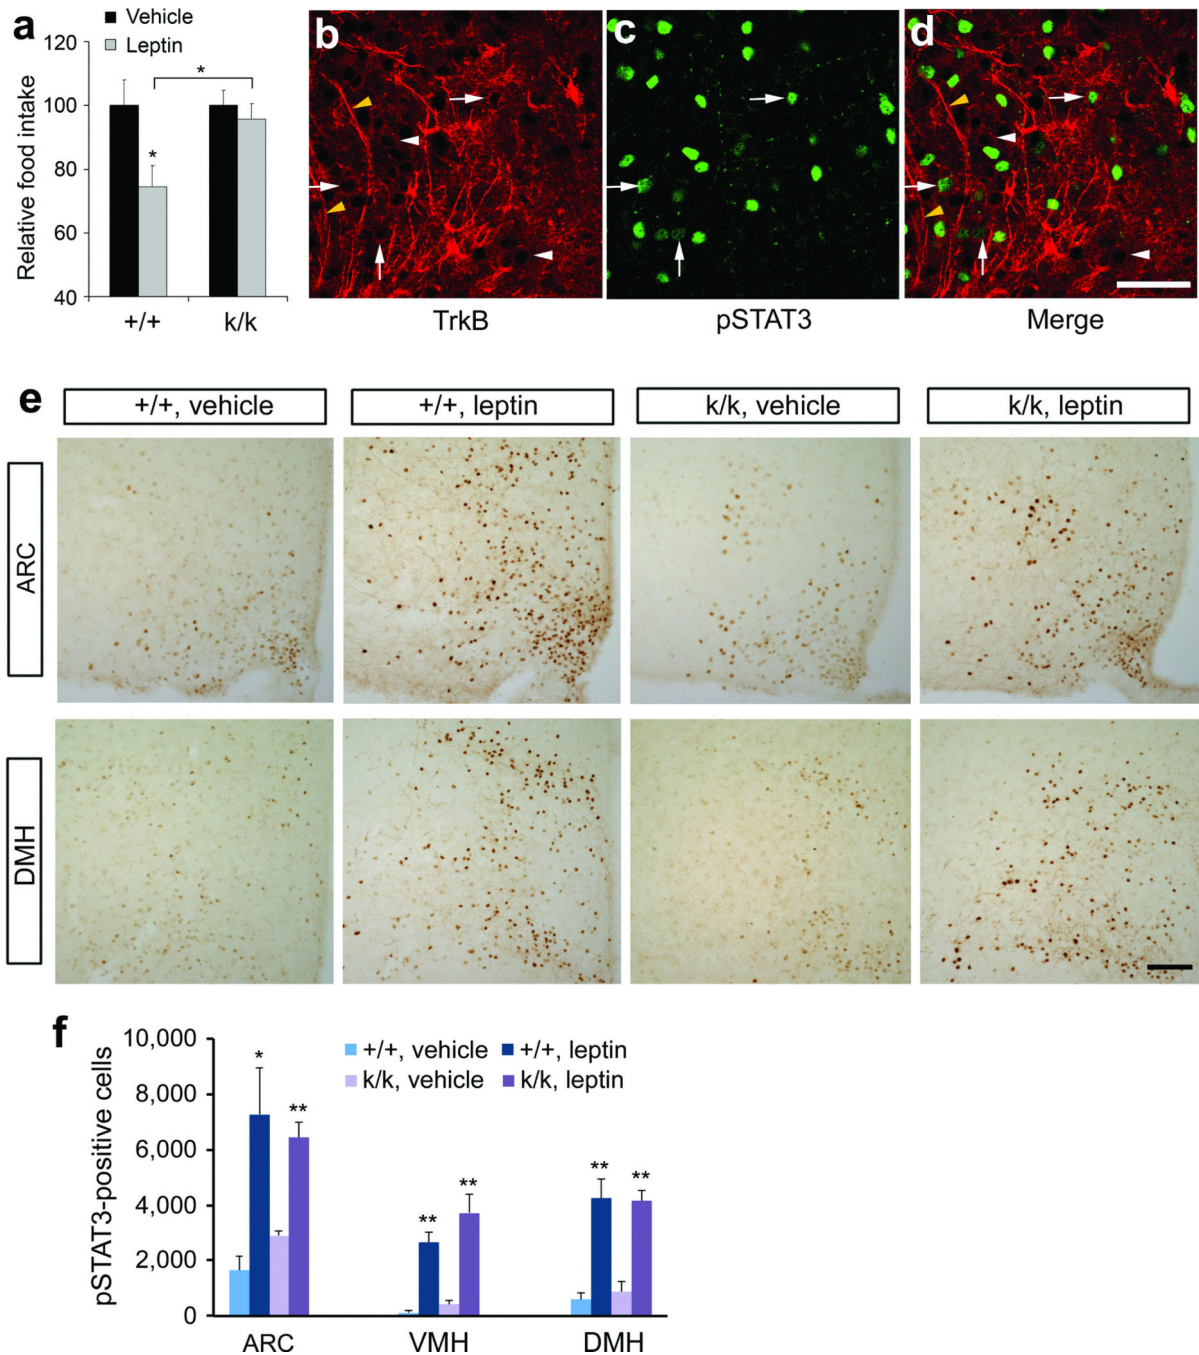 a
Vehicle
Leptin
*
*
Relative food intake
120
100
80
60
40
+/+
k/k
b
c
d
TrkB
pSTAT3
Merge
e
+/+, vehicle
+/+, leptin
k/k, vehicle
k/k, leptin
ARC
DMH
f
pSTAT3-positive cells
10,000
8,000
6,000
4,000
2,000
0
+/+, vehicle
+/+, leptin
k/k, vehicle
k/k, leptin
*
**
**
**
**
**
ARC
VMH
DMH